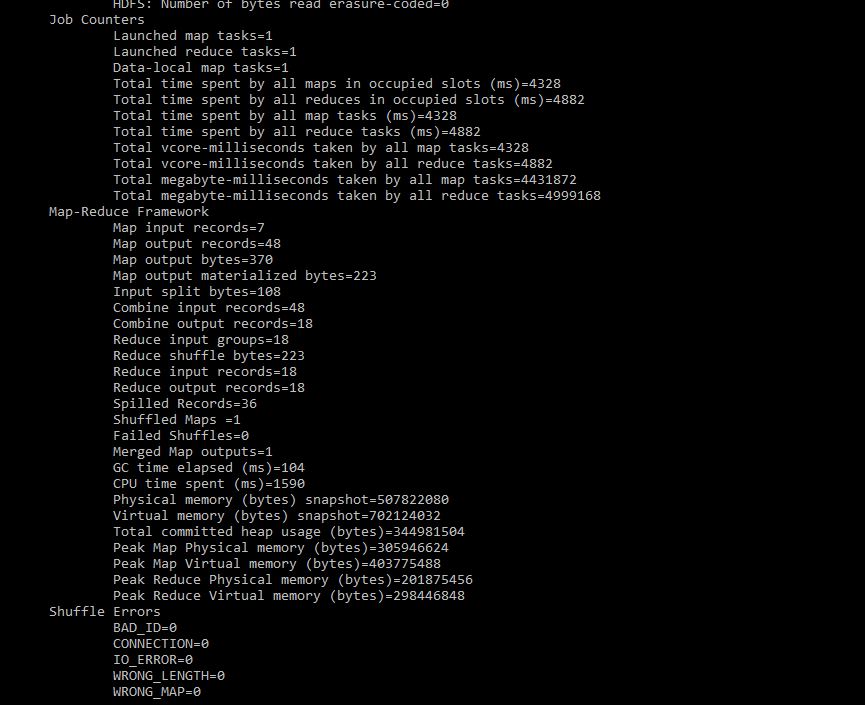 HDFS: Number of bytes read erasure-coded=0
Job Counters
Launched map tasks=1
Launched reduce tasks=1
Data-local map tasks=1
Total time spent by all maps in occupied slots (ms)=4328
Total time spent by all reduces in occupied slots (ms)=4882
Total time spent by all map tasks (ms)=4328
Total time spent by all reduce tasks (ms)=4882
Total vcore-milliseconds taken by all map tasks=4328
Total vcore-milliseconds taken by all reduce tasks=4882
Total megabyte-milliseconds taken by all map tasks=4431872
Total megabyte-milliseconds taken by all reduce tasks=4999168
Map-Reduce Framework
Map input records=7
Map output records=48
Map output bytes=370
Map output materialized bytes=223
Input split bytes=108
Combine input records=48
Combine output records=18
Reduce input groups=18
Reduce shuffle bytes=223
Reduce input records=18
Reduce output records=18
Spilled Records=36
Shuffled Maps =1
Failed Shuffles=0
Merged Map outputs=1
GC time elapsed (ms)=104
CPU time spent (ms)=1590
Physical memory (bytes) snapshot=507822080
Virtual memory (bytes) snapshot=702124032
Total committed heap usage (bytes)=344981504
Peak Map Physical memory (bytes)=305946624
Peak Map Virtual memory (bytes)=403775488
Peak Reduce Physical memory (bytes)=201875456
Peak Reduce Virtual memory (bytes)=298446848
Shuffle Errors
BAD_ID=0
CONNECTION=0
IO_ERROR=0
WRONG_LENGTH=0
WRONG_MAP=0